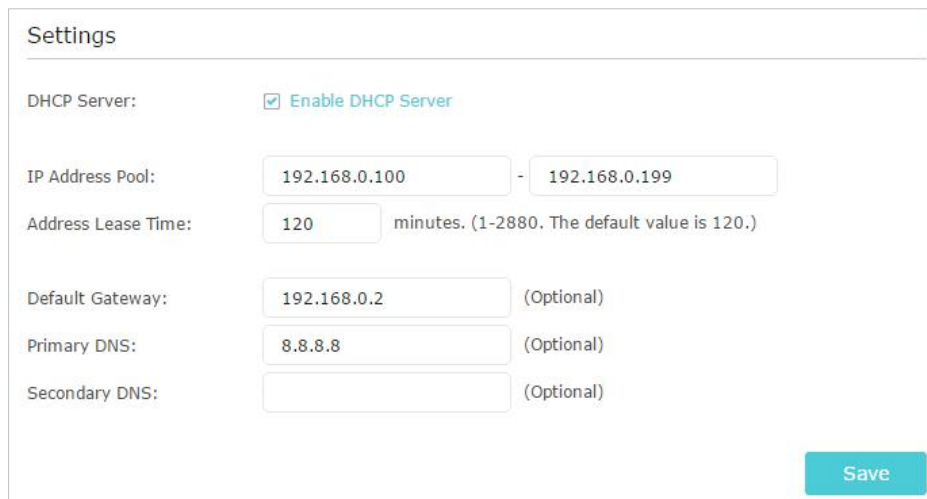 Settings
DHCP Server: Enable DHCP Server
IP Address Pool: 192.168.0.100 - 192.168.0.199
Address Lease Time: 120 minutes. (1-2880. The default value is 120.)
Default Gateway: 192.168.0.2 (Optional)
Primary DNS: 8.8.8.8 (Optional)
Secondary DNS: (Optional)
Save